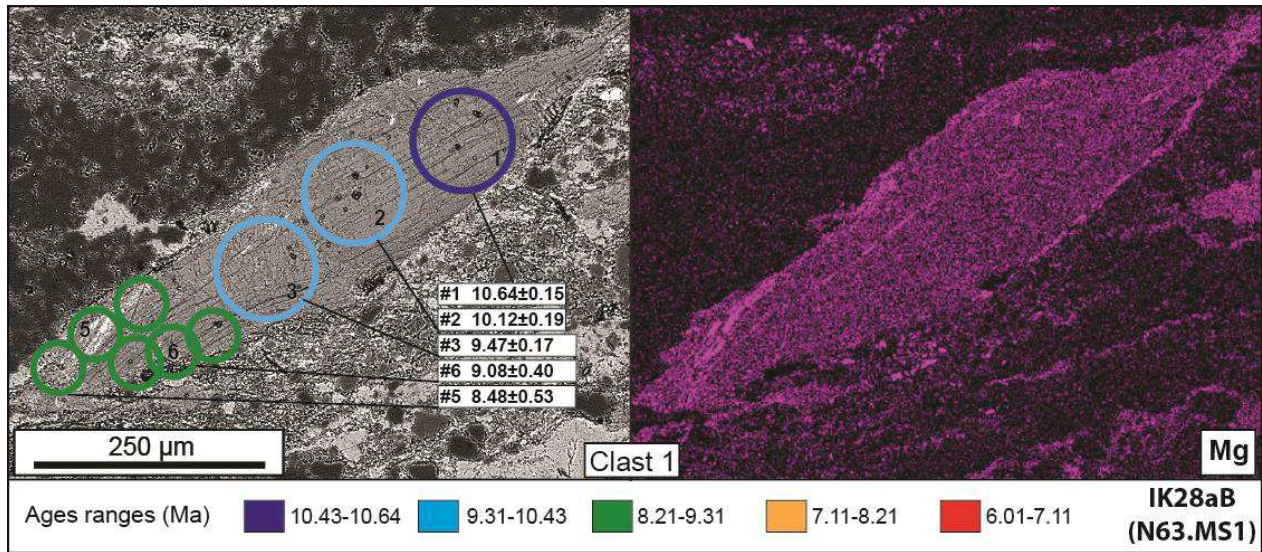 1
2
3
5
6
#1 10.64±0.15
#2 10.12±0.19
#3 9.47±0.17
#6 9.08±0.40
#5 8.48±0.53
250 µm
Clast 1
Mg
Ages ranges (Ma)
10.43-10.64
9.31-10.43
8.21-9.31
7.11-8.21
6.01-7.11
IK28aB
(N63.MS1)